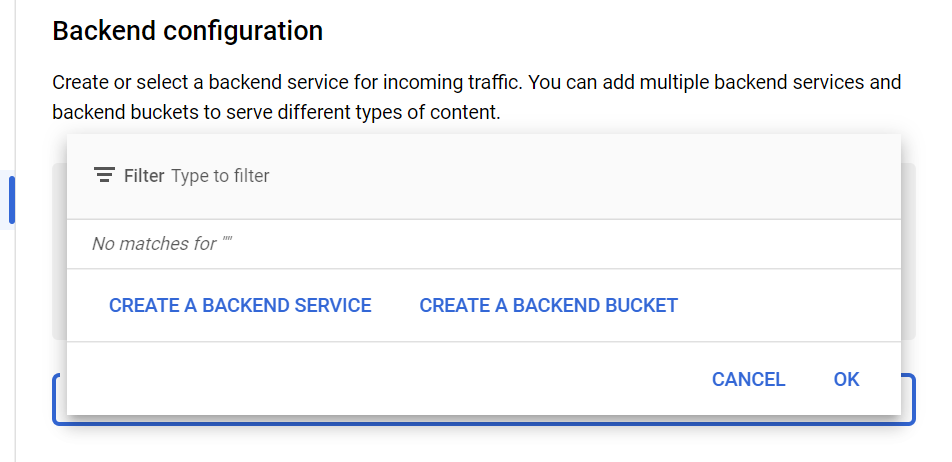 Backend configuration
Create or select a backend service for incoming traffic. You can add multiple backend services and
backend buckets to serve different types of content.
Filter Type to filter
No matches for ""
CREATE A BACKEND SERVICE CREATE A BACKEND BUCKET
CANCEL OK